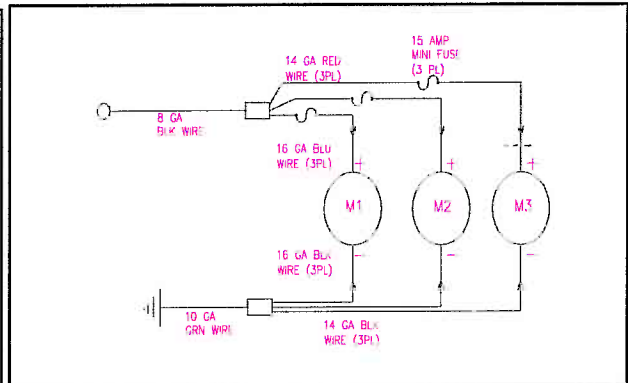 15 AMP
MINI FUSE
(3 PL)
14 GA RED
WIRE (3PL)
8 GA
BLK WIRE
16 GA BLU
WIRE (3PL)
+
+
+
M1
M2
M3
-
-
-
16 GA BLK
WIRE (3PL)
10 GA
GRN WIRE
14 GA BLK
WIRE (3PL)